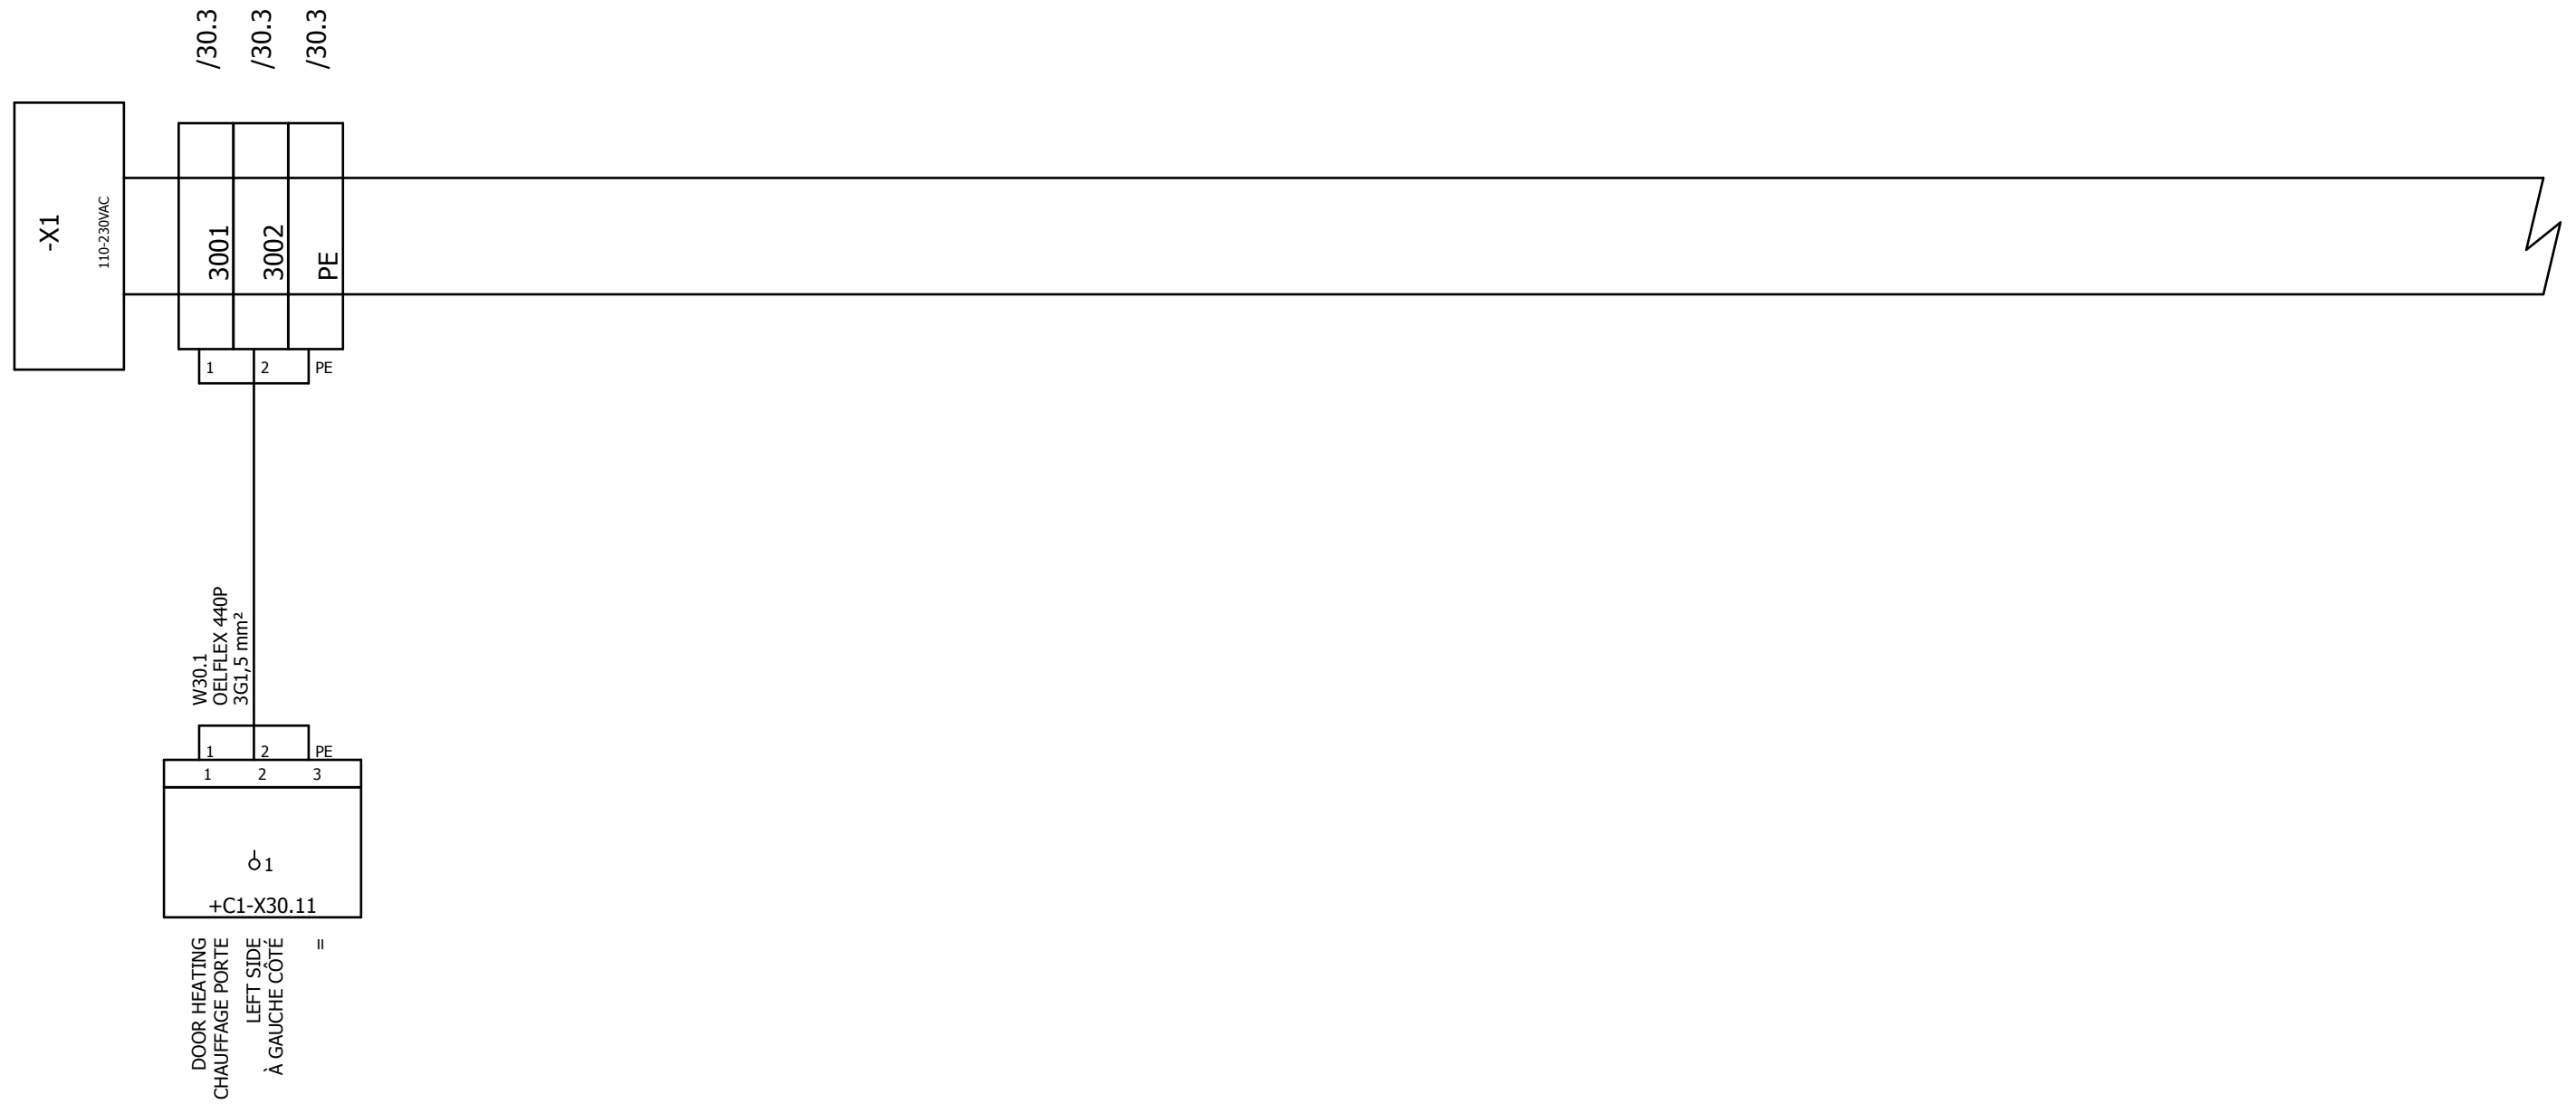 /30.3
/30.3
/30.3
-X1
110-230VAC
3001
3002
PE
1
2
PE
W30.1
OELFLEX 440P
3G1,5 mm²
1
2
PE
1
2
3
1
+C1-X30.11
DOOR HEATING
CHAUFFAGE PORTE
LEFT SIDE
À GAUCHE CÔTÉ
=